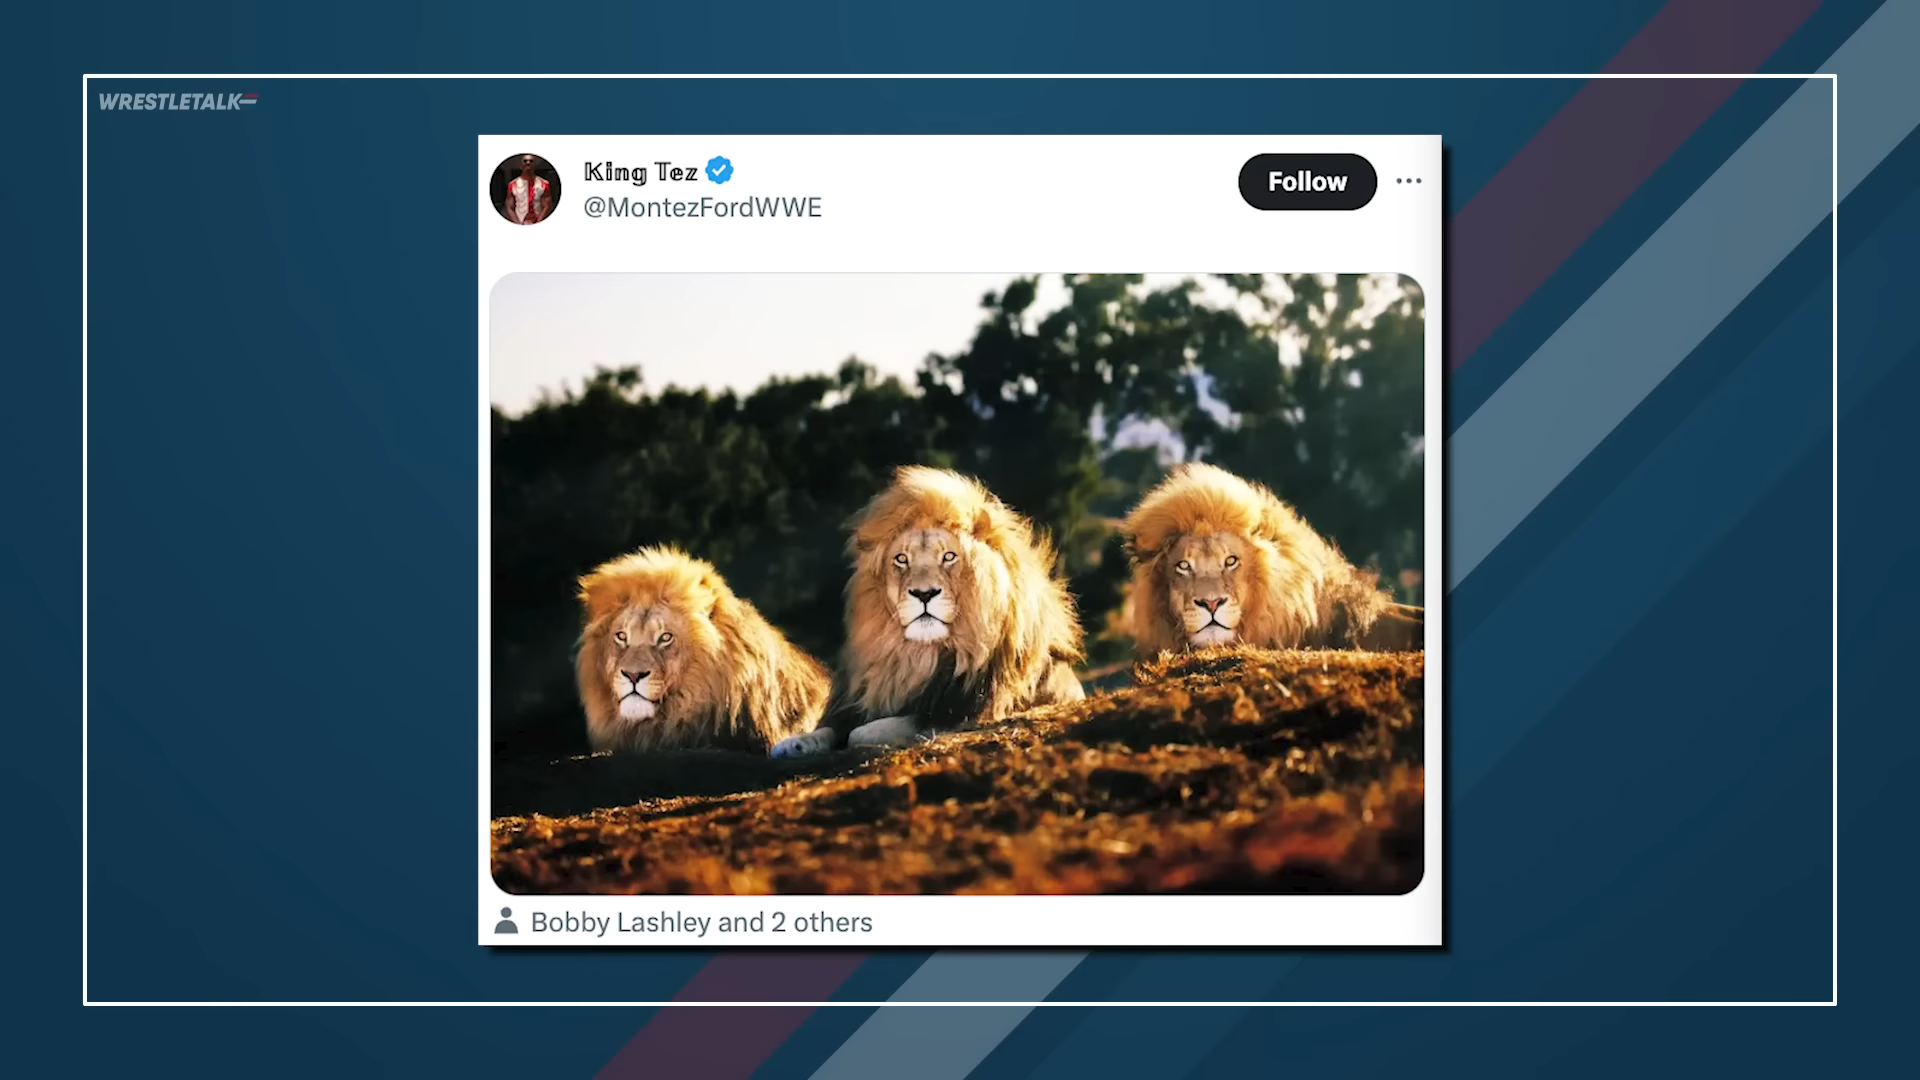 WRESTLETALK
King Tez
@MontezFordWWE
Follow
Bobby Lashley and 2 others